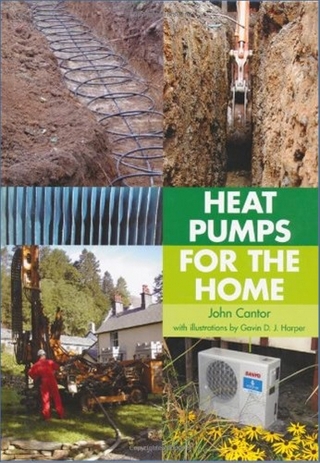 HEAT
PUMPS
FOR THE
HOME
John Cantor
with illustrations by Gavin D. J. Harper